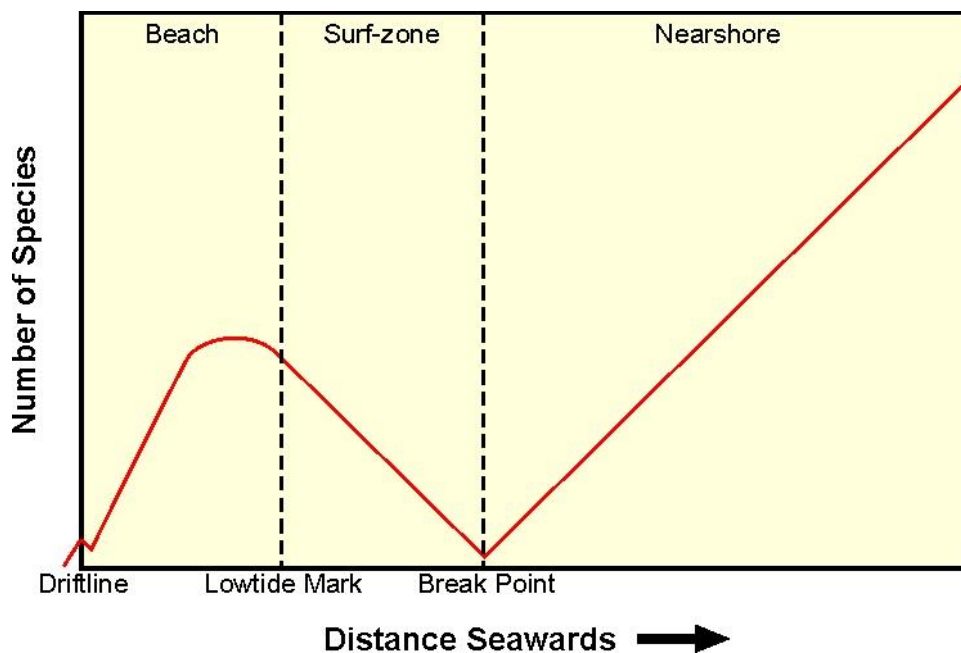 Beach Surf-zone Nearshore
Number of Species
Driftline Lowtide Mark Break Point
Distance Seawards